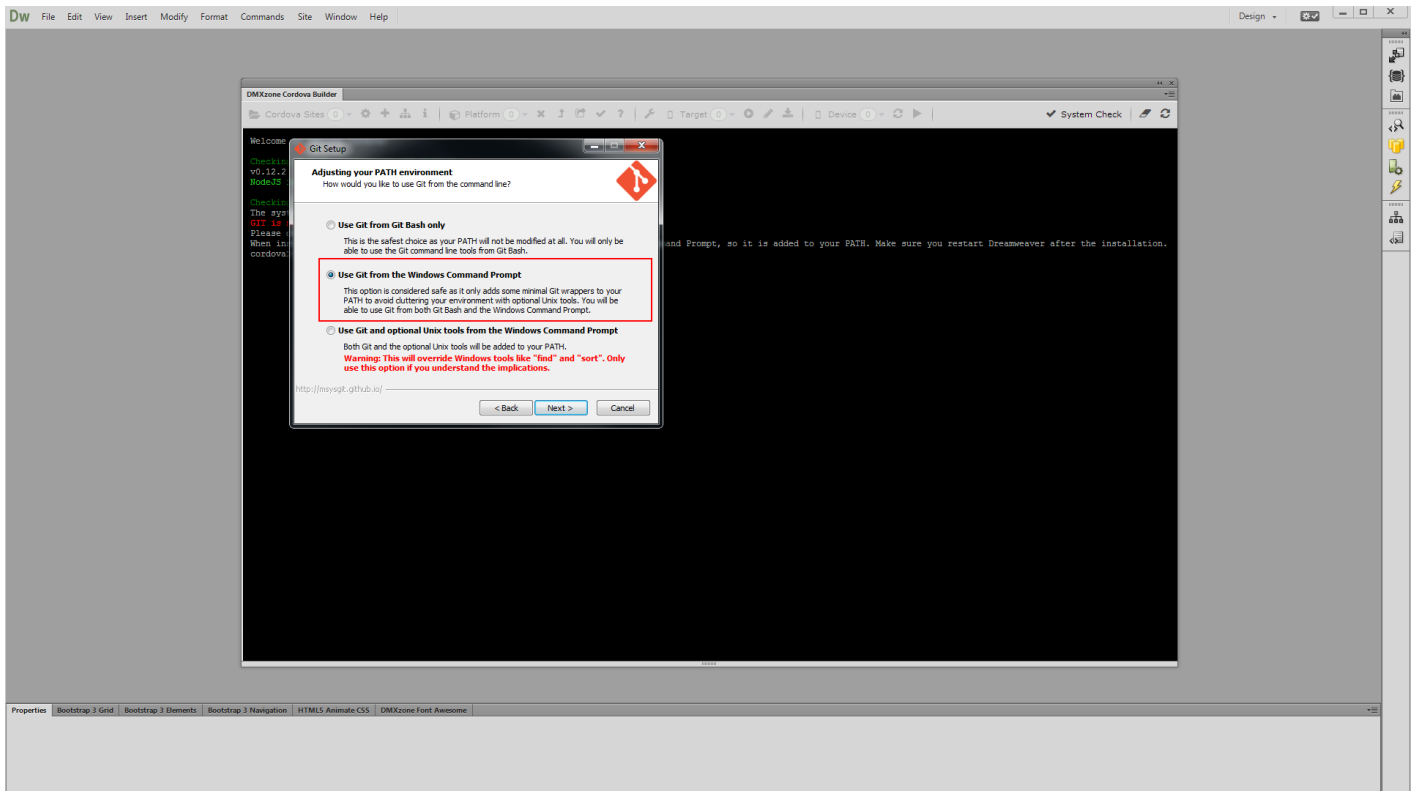 Dw File Edit View Insert Modify Format Commands Site Window Help Design
DMXzone Cordova Builder
Cordova Sites 0 Platform 0 ? Target 0 Device 0 System Check
Welcome
Git Setup
Adjusting your PATH environment
How would you like to use Git from the command line?
Checkin
v0.12.2
NodeJS
Checkin
The sys
GIT is
Please
When in and Prompt, so it is added to your PATH. Make sure you restart Dreamweaver after the installation.
cordova
Use Git from Git Bash only
This is the safest choice as your PATH will not be modified at all. You will only be
able to use the Git command line tools from Git Bash.
Use Git from the Windows Command Prompt
This option is considered safe as it only adds some minimal Git wrappers to your
PATH to avoid cluttering your environment with optional Unix tools. You will be
able to use Git from both Git Bash and the Windows Command Prompt.
Use Git and optional Unix tools from the Windows Command Prompt
Both Git and the optional Unix tools will be added to your PATH.
Warning: This will override Windows tools like "find" and "sort". Only
use this option if you understand the implications.
http://msysgit.github.io/
< Back Next > Cancel
Properties Bootstrap 3 Grid Bootstrap 3 Elements Bootstrap 3 Navigation HTML5 Animate CSS DMXzone Font Awesome